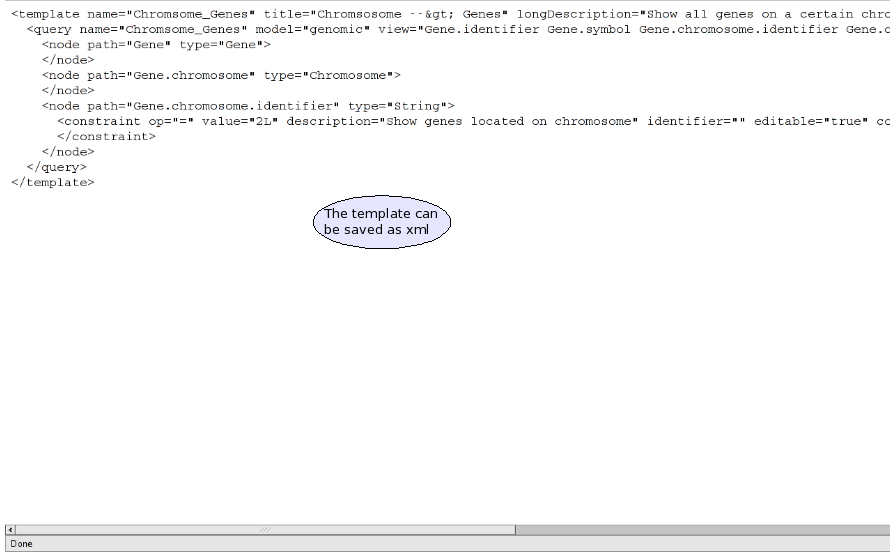 <template name="Chromsome_Genes" title="Chromsosome --&gt; Genes" longDescription="Show all genes on a certain chro
<query name="Chromsome_Genes" model="genomic" view="Gene.identifier Gene.symbol Gene.chromosome.identifier Gene.c
<node path="Gene" type="Gene">
</node>
<node path="Gene.chromosome" type="Chromosome">
</node>
<node path="Gene.chromosome.identifier" type="String">
<constraint op="=" value="2L" description="Show genes located on chromosome" identifier="" editable="true" co
</constraint>
</node>
</query>
</template>
The template can
be saved as xml
Done